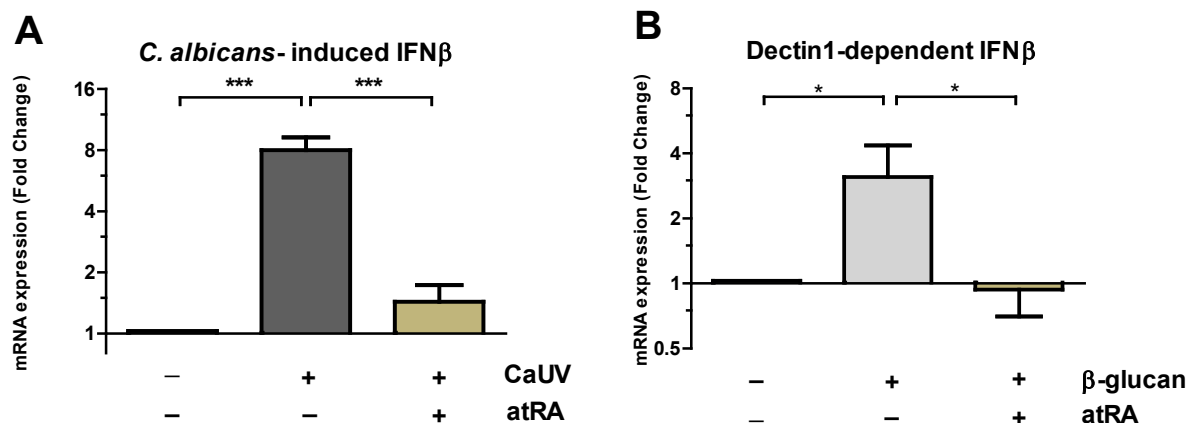 A
C. albicans- induced IFNβ
mRNA expression (Fold Change)
16
8
4
2
1
*** ***
– + + CaUV
– – + atRA
B
Dectin1-dependent IFNβ
mRNA expression (Fold Change)
8
4
2
1
0.5
* *
– + + β-glucan
– – + atRA